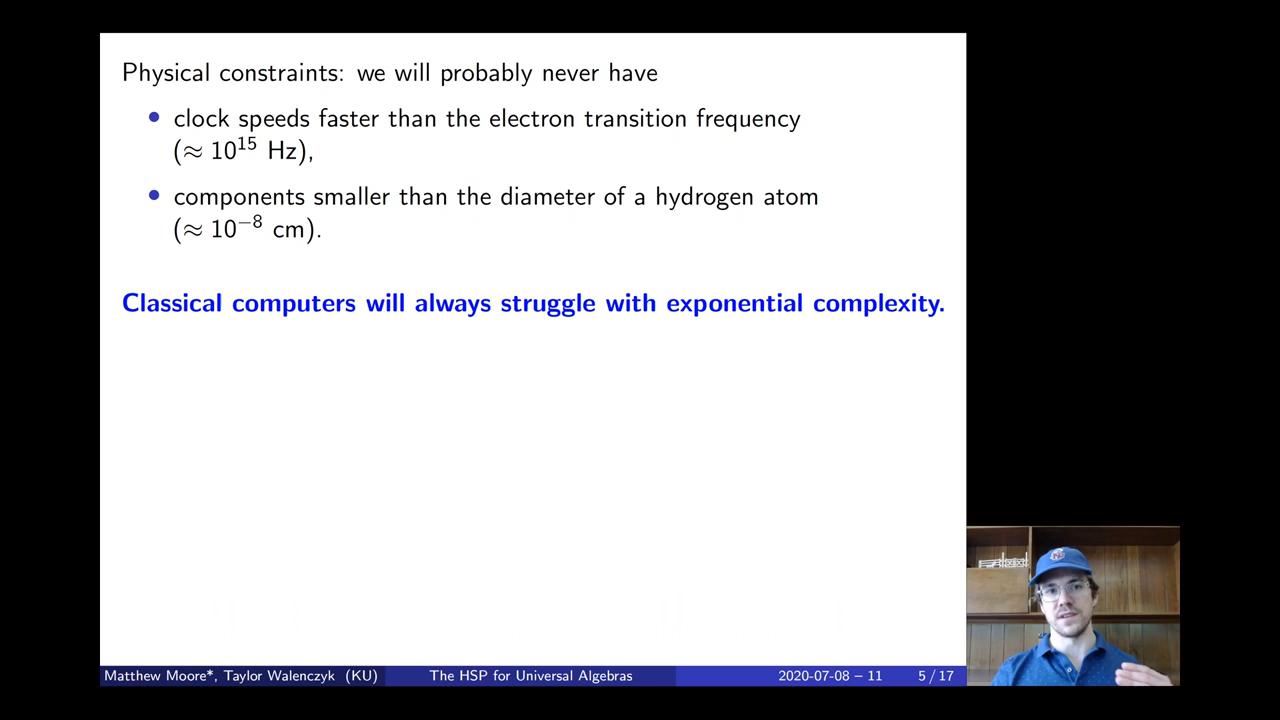 Physical constraints: we will probably never have
• clock speeds faster than the electron transition frequency
(≈ 10¹⁵ Hz),
• components smaller than the diameter of a hydrogen atom
(≈ 10⁻⁸ cm).
Classical computers will always struggle with exponential complexity.
Matthew Moore*, Taylor Walenczyk (KU) The HSP for Universal Algebras 2020-07-08 – 11 5 / 17